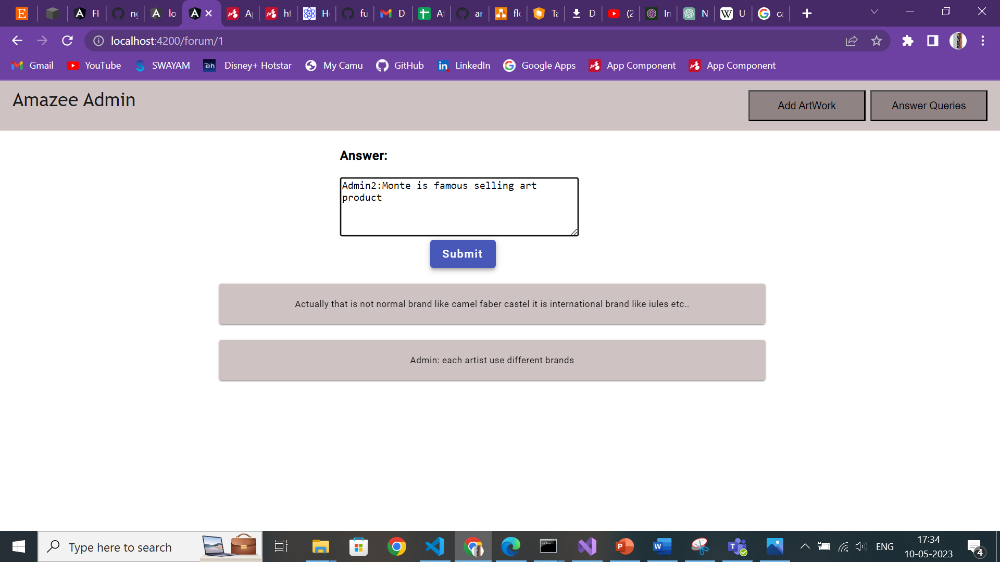 Fl
ng
lo
A
ht
H
fu
D
A
ar
flo
Ta
D
(2
In
N
U
ca
localhost:4200/forum/1
Gmail YouTube SWAYAM Disney+ Hotstar My Camu GitHub LinkedIn Google Apps App Component App Component
Amazee Admin
Add ArtWork Answer Queries
Answer:
Admin2:Monte is famous selling art
product
Submit
Actually that is not normal brand like camel faber castel it is international brand like iules etc..
Admin: each artist use different brands
Type here to search
ENG
17:34
10-05-2023
4